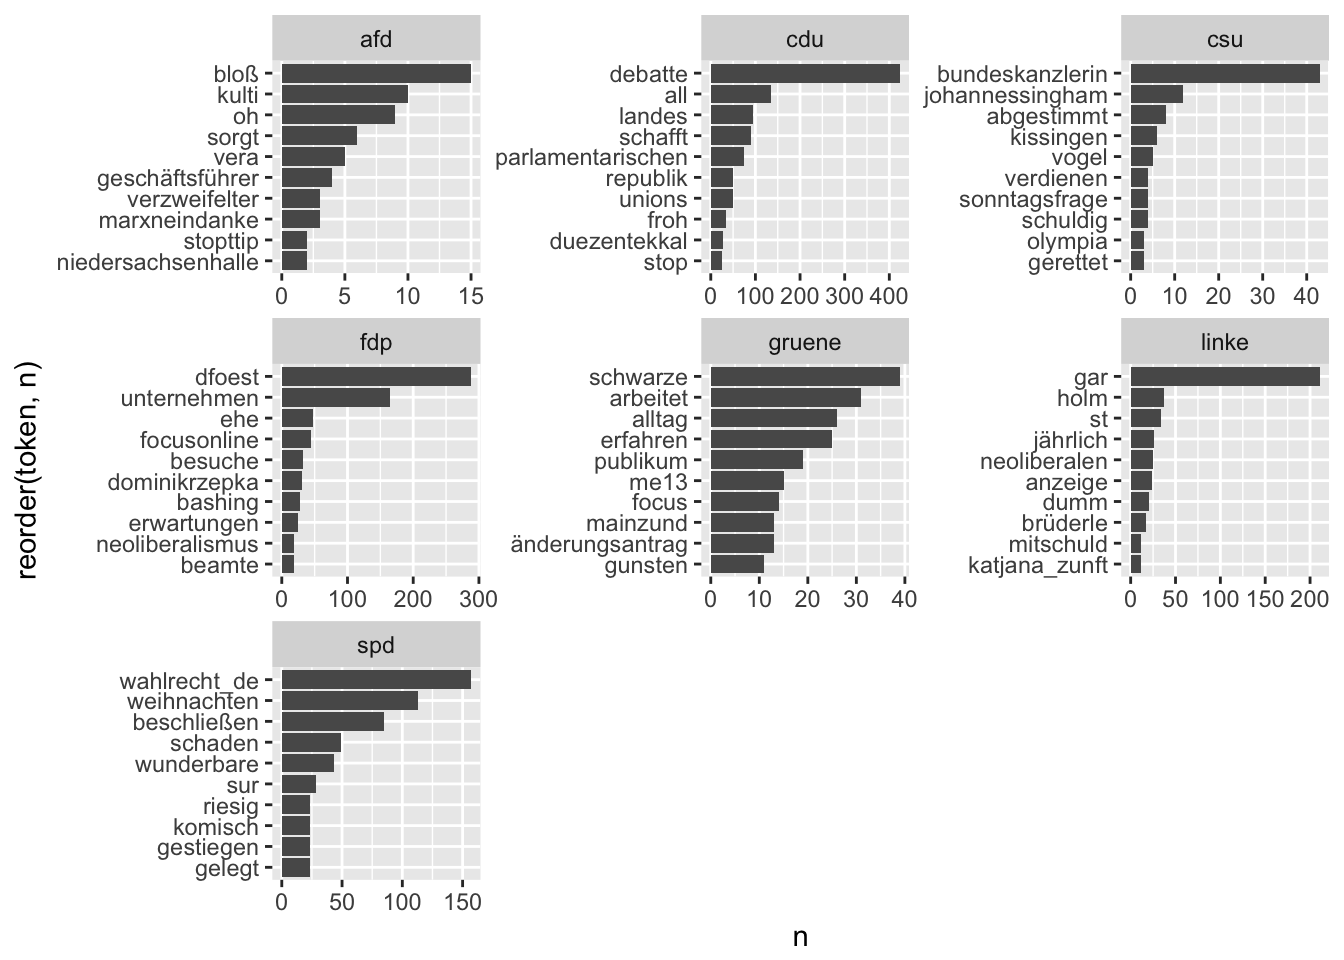 afd
bloß
kulti
oh
sorgt
vera
geschäftsführer
verzweifelter
marxneindanke
stopttip
niedersachsenhalle
0 5 10 15
cdu
debatte
all
landes
schafft
parlamentarischen
republik
unions
froh
duezentekkal
stop
0 100 200 300 400
csu
bundeskanzlerin
johannessingham
abgestimmt
kissingen
vogel
verdienen
sonntagsfrage
schuldig
olympia
gerettet
0 10 20 30 40
reorder(token, n)
fdp
dfoest
unternehmen
ehe
focusonline
besuche
dominikrzepka
bashing
erwartungen
neoliberalismus
beamte
0 100 200 300
gruene
schwarze
arbeitet
alltag
erfahren
publikum
me13
focus
mainzund
änderungsantrag
gunsten
0 10 20 30 40
linke
gar
holm
st
jährlich
neoliberalen
anzeige
dumm
brüderle
mitschuld
katjana_zunft
0 50 100 150 200
spd
wahlrecht_de
weihnachten
beschließen
schaden
wunderbare
sur
riesig
komisch
gestiegen
gelegt
0 50 100 150
n